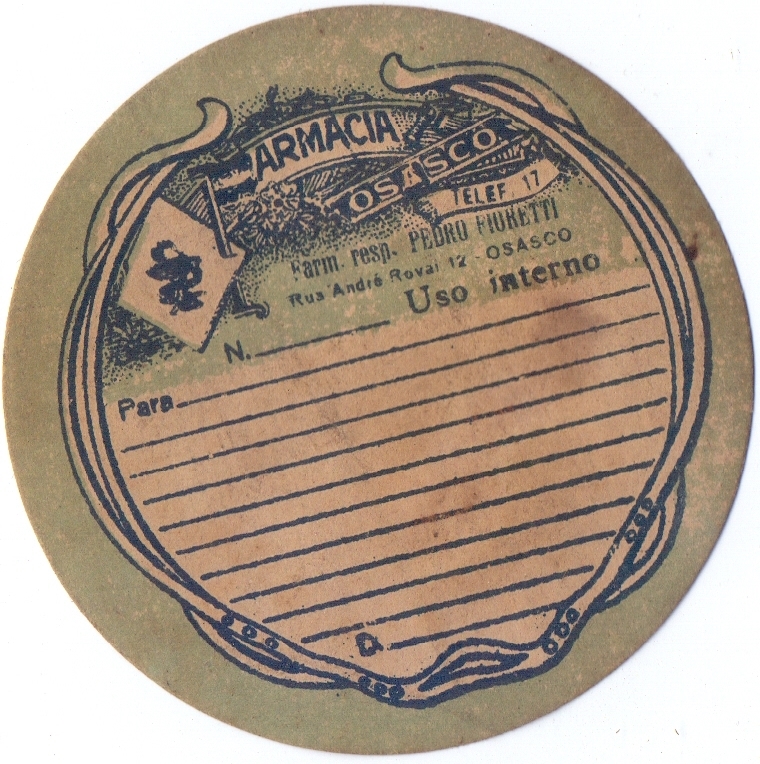 FARMACIA
OSASCO
TELEF. 17
Farm. resp. PEDRO FIORETTI
Rua André Rovai 12 - OSASCO
Uso interno
N.
Para
D.